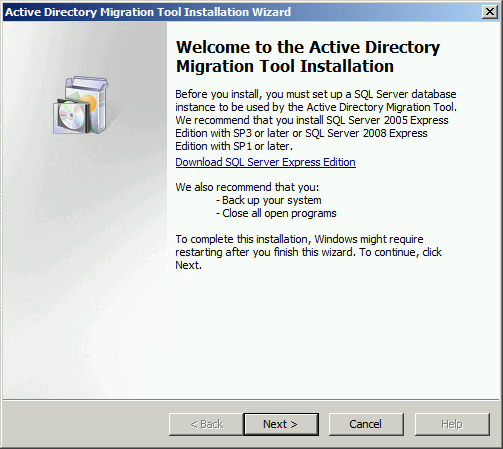 Active Directory Migration Tool Installation Wizard
Welcome to the Active Directory
Migration Tool Installation
Before you install, you must set up a SQL Server database
instance to be used by the Active Directory Migration Tool.
We recommend that you install SQL Server 2005 Express
Edition with SP3 or later or SQL Server 2008 Express
Edition with SP1 or later.
Download SQL Server Express Edition
We also recommend that you:
- Back up your system
- Close all open programs
To complete this installation, Windows might require
restarting after you finish this wizard. To continue, click
Next.
< Back Next > Cancel Help